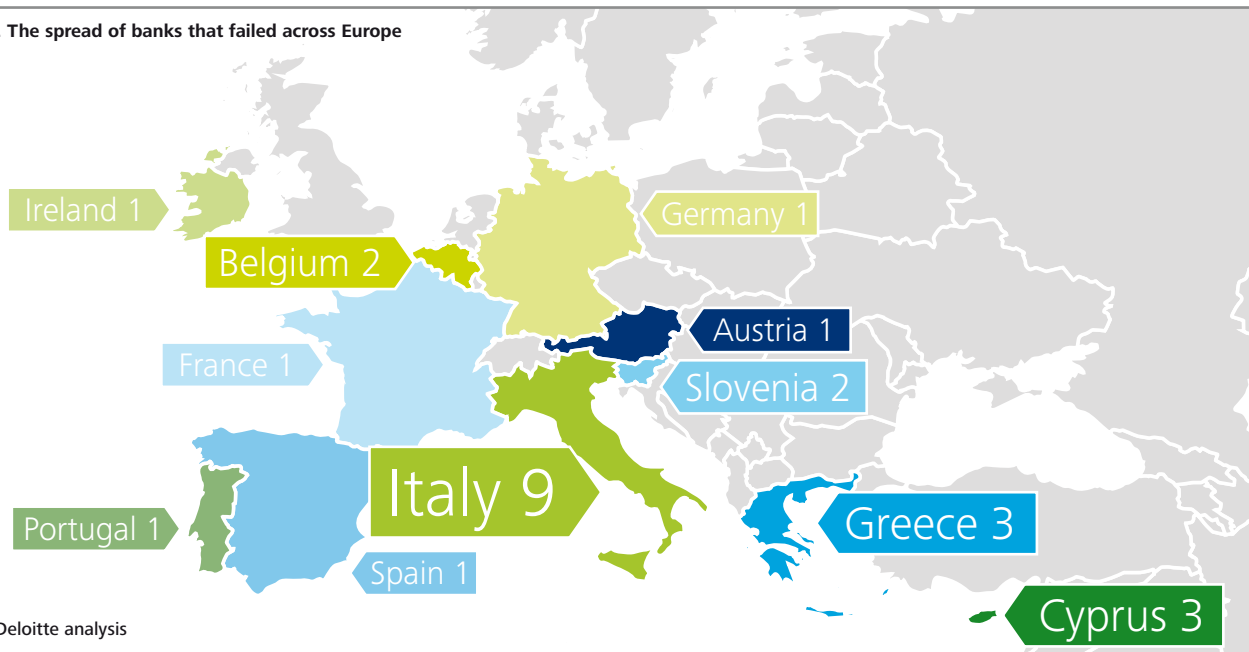 The spread of banks that failed across Europe
Ireland 1
Germany 1
Belgium 2
Austria 1
France 1
Slovenia 2
Italy 9
Portugal 1
Greece 3
Spain 1
Cyprus 3
Deloitte analysis